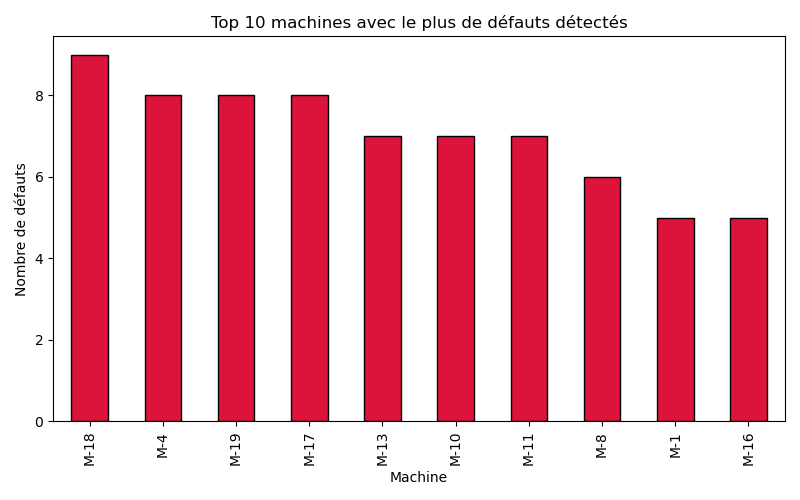 Top 10 machines avec le plus de défauts détectés
Nombre de défauts
8
6
4
2
0
M-18
M-4
M-19
M-17
M-13
M-10
M-11
M-8
M-1
M-16
Machine